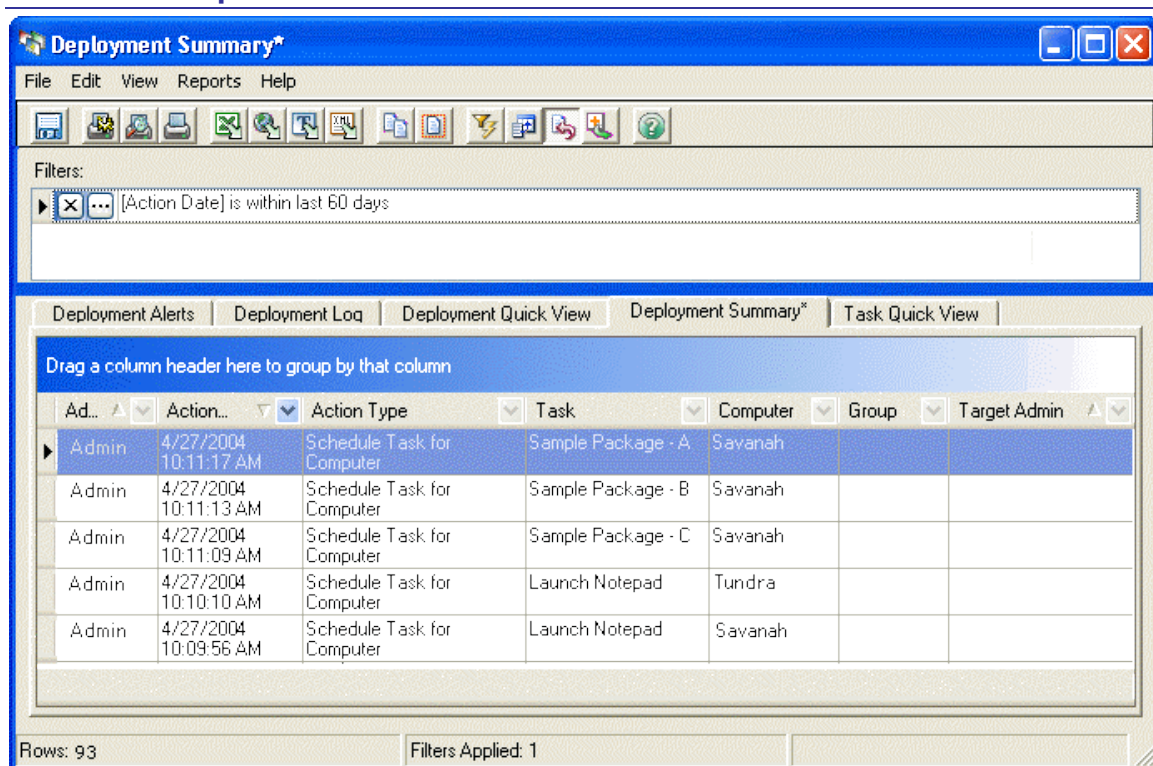 Deployment Summary*
File Edit View Reports Help
Filters:
[Action Date] is within last 60 days
Deployment Alerts Deployment Log Deployment Quick View Deployment Summary* Task Quick View
Drag a column header here to group by that column
Ad... Action... Action Type Task Computer Group Target Admin
Admin 4/27/2004 Schedule Task for Sample Package - A Savanah
10:11:17 AM Computer
Admin 4/27/2004 Schedule Task for Sample Package - B Savanah
10:11:13 AM Computer
Admin 4/27/2004 Schedule Task for Sample Package - C Savanah
10:11:09 AM Computer
Admin 4/27/2004 Schedule Task for Launch Notepad Tundra
10:10:10 AM Computer
Admin 4/27/2004 Schedule Task for Launch Notepad Savanah
10:09:56 AM Computer
Rows: 93 Filters Applied: 1